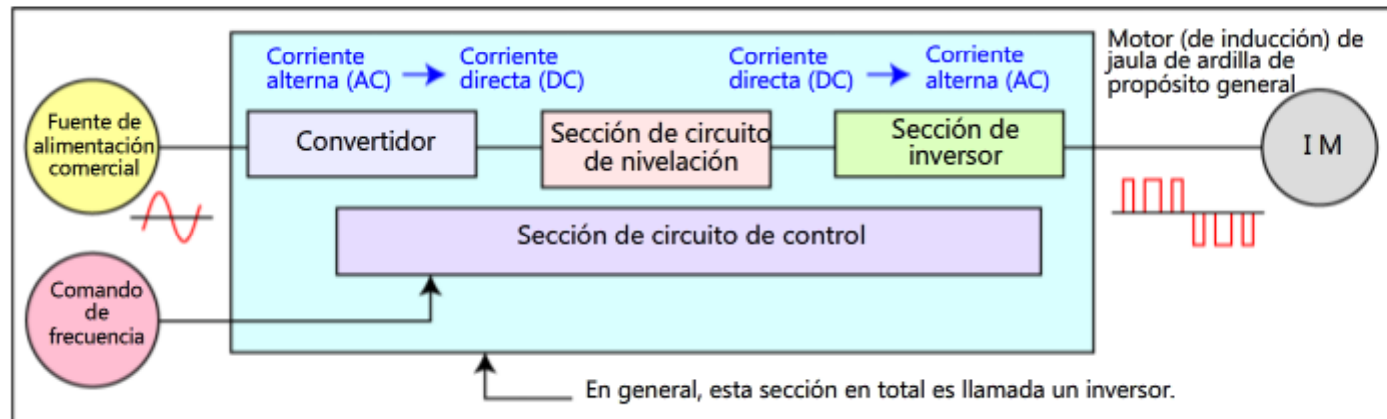 Corriente
alterna (AC)
Corriente
directa (DC)
Corriente
directa (DC)
Corriente
alterna (AC)
Motor (de inducción) de
jaula de ardilla de
propósito general
Fuente de
alimentación
comercial
Convertidor
Sección de circuito
de nivelación
Sección de
inversor
I M
Sección de circuito de control
Comando
de
frecuencia
En general, esta sección en total es llamada un inversor.